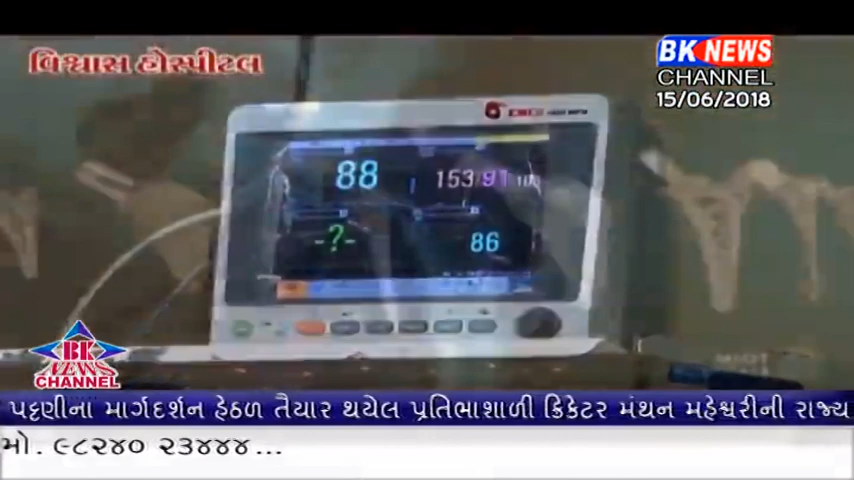 વિશ્વાસ હોસ્પીટલ
BK NEWS
CHANNEL
15/06/2018
88
153/91
-?-
86
BK
NEWS
CHANNEL
પટ્ટણીના માર્ગદર્શન હેઠળ તૈયાર થયેલ પ્રતિભાશાળી ક્રિકેટર મંથન મહેશ્વરીની રાજ્ય
મો. ૯૮૨૪૦ ૨૩૪૪૪...